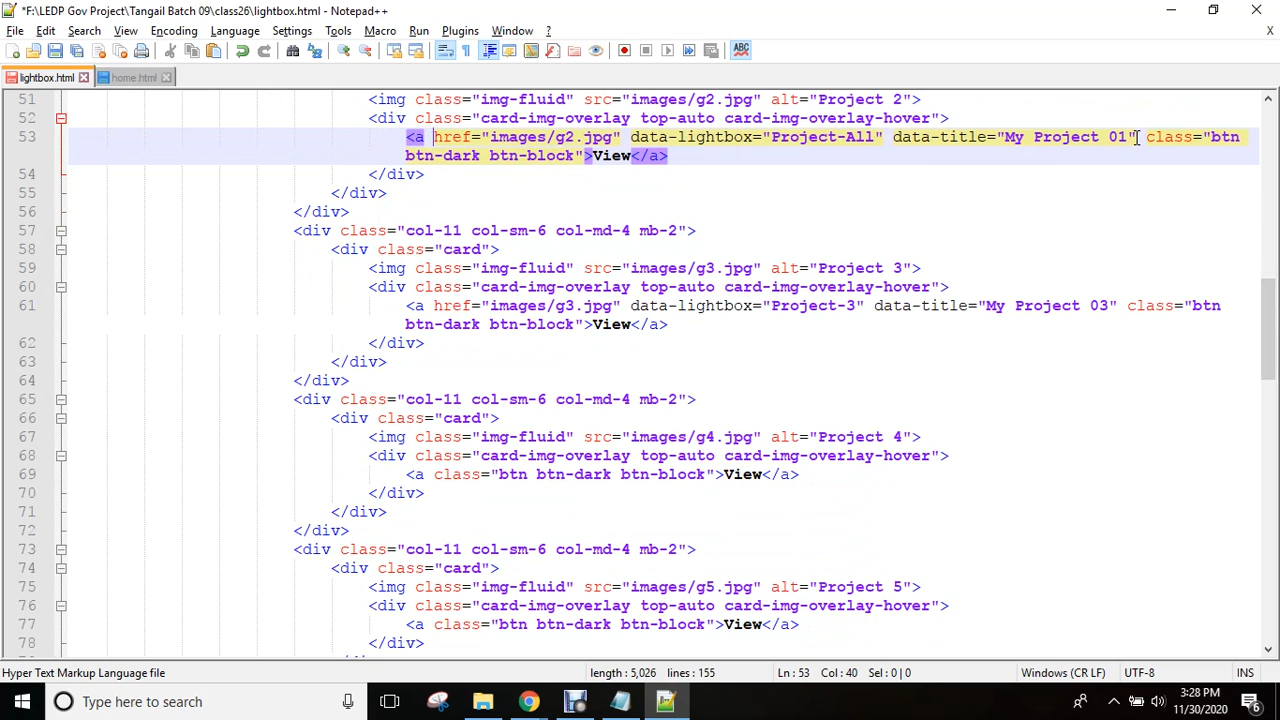 *F:\LEDP Gov Project\Tangail Batch 09\class26\lightbox.html - Notepad++
File Edit Search View Encoding Language Settings Tools Macro Run Plugins Window ? X
lightbox.html home.html
51 <img class="img-fluid" src="images/g2.jpg" alt="Project 2">
52 <div class="card-img-overlay top-auto card-img-overlay-hover">
53 <a href="images/g2.jpg" data-lightbox="Project-All" data-title="My Project 01" class="btn
btn-dark btn-block">View</a>
54 </div>
55 </div>
56 </div>
57 <div class="col-11 col-sm-6 col-md-4 mb-2">
58 <div class="card">
59 <img class="img-fluid" src="images/g3.jpg" alt="Project 3">
60 <div class="card-img-overlay top-auto card-img-overlay-hover">
61 <a href="images/g3.jpg" data-lightbox="Project-3" data-title="My Project 03" class="btn
btn-dark btn-block">View</a>
62 </div>
63 </div>
64 </div>
65 <div class="col-11 col-sm-6 col-md-4 mb-2">
66 <div class="card">
67 <img class="img-fluid" src="images/g4.jpg" alt="Project 4">
68 <div class="card-img-overlay top-auto card-img-overlay-hover">
69 <a class="btn btn-dark btn-block">View</a>
70 </div>
71 </div>
72 </div>
73 <div class="col-11 col-sm-6 col-md-4 mb-2">
74 <div class="card">
75 <img class="img-fluid" src="images/g5.jpg" alt="Project 5">
76 <div class="card-img-overlay top-auto card-img-overlay-hover">
77 <a class="btn btn-dark btn-block">View</a>
78 </div>
Hyper Text Markup Language file length : 5,026 lines : 155 Ln : 53 Col : 40 Sel : 0 | 0 Windows (CR LF) UTF-8 INS
Type here to search
3:28 PM
11/30/2020
6